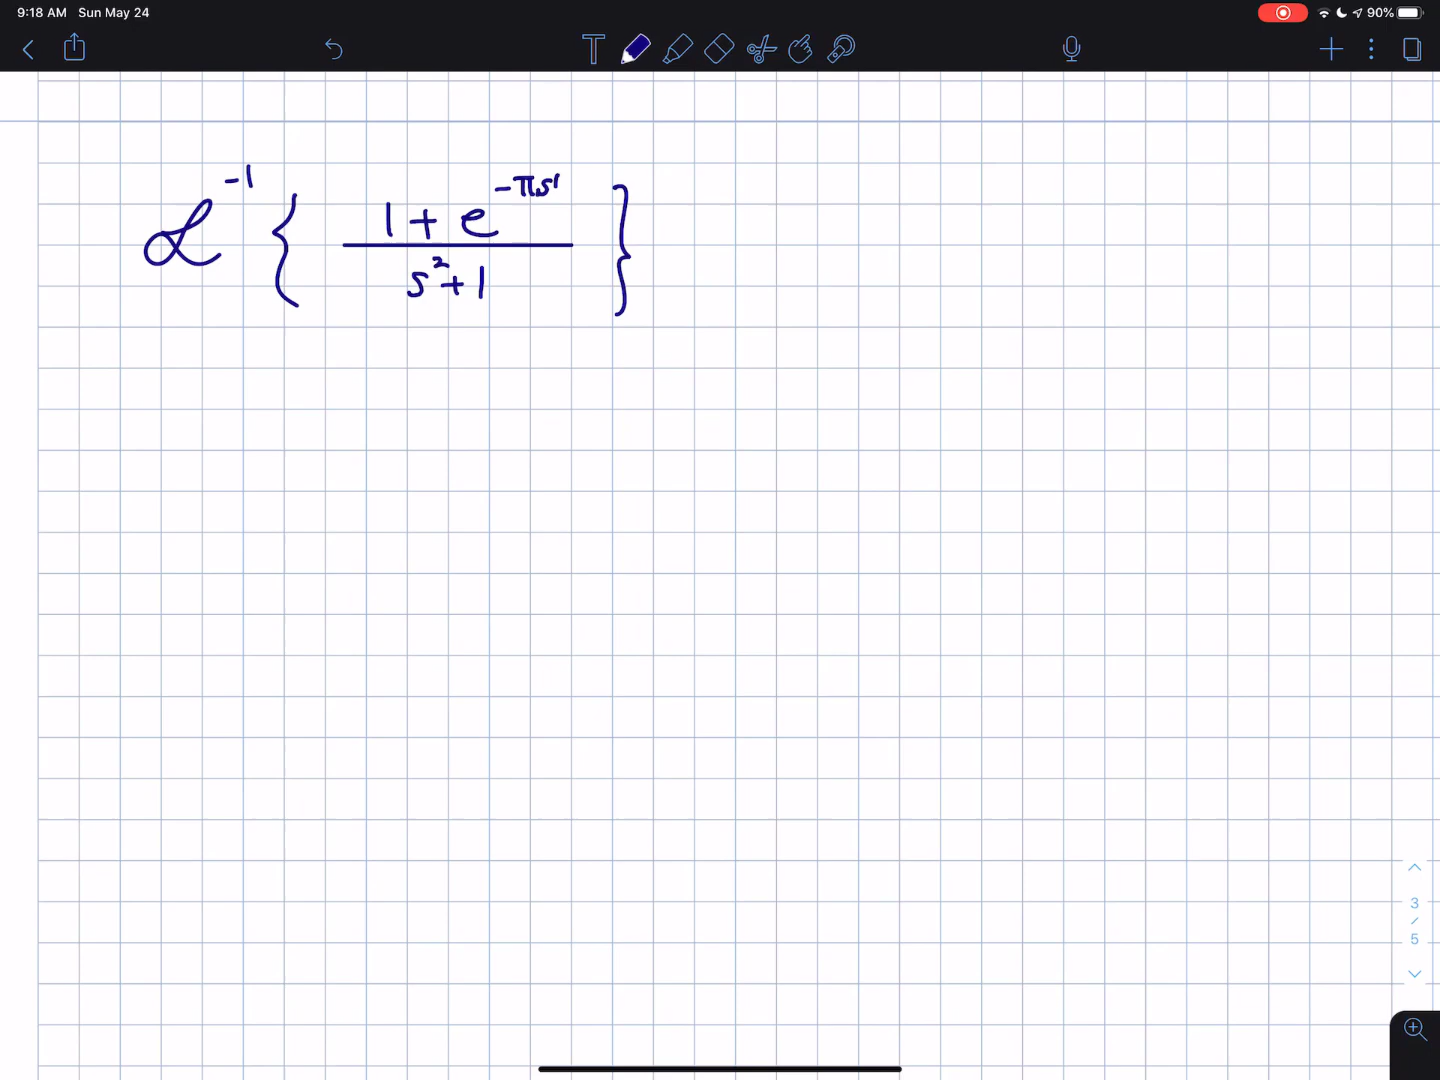 9:18 AM Sun May 24 90%
T
ℒ⁻¹ { (1 + e^(-πs)) / (s² + 1) }
3
/
5